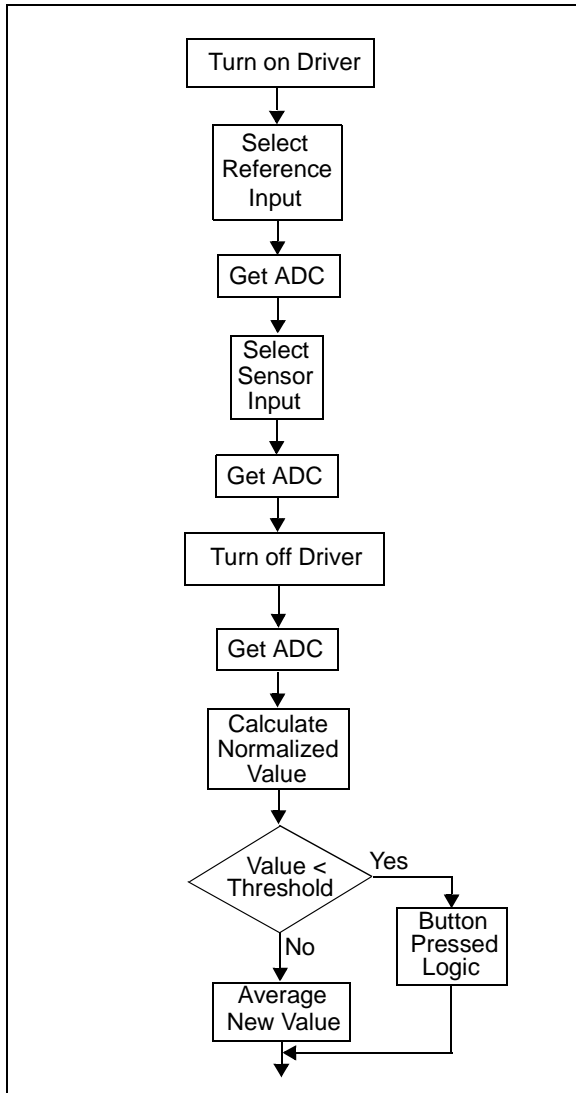 Turn on Driver
Select
Reference
Input
Get ADC
Select
Sensor
Input
Get ADC
Turn off Driver
Get ADC
Calculate
Normalized
Value
Value <
Threshold
Yes
Button
Pressed
Logic
No
Average
New Value